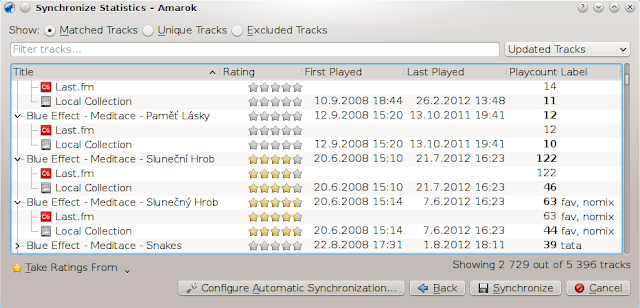 Synchronize Statistics – Amarok
Show: Matched Tracks Unique Tracks Excluded Tracks
Filter tracks... Updated Tracks
Title Rating First Played Last Played Playcount Label
Last.fm 14
Local Collection 10.9.2008 18:44 26.2.2012 13:48 11
Blue Effect - Meditace - Paměť Lásky 12.9.2008 15:20 13.10.2011 19:41 12
Last.fm 12
Local Collection 12.9.2008 15:20 13.10.2011 19:41 10
Blue Effect - Meditace - Sluneční Hrob 20.6.2008 15:10 21.7.2012 16:23 122
Last.fm 122
Local Collection 20.6.2008 15:10 21.7.2012 16:23 46
Blue Effect - Meditace - Slunečný Hrob 20.6.2008 15:14 7.6.2012 16:23 63 fav, nomix
Last.fm 63 fav, nomix
Local Collection 20.6.2008 15:14 7.6.2012 16:23 44 fav, nomix
Blue Effect - Meditace - Snakes 22.8.2008 17:31 1.8.2012 18:11 39 tata
Take Ratings From Showing 2 729 out of 5 396 tracks
Configure Automatic Synchronization... Back Synchronize Cancel